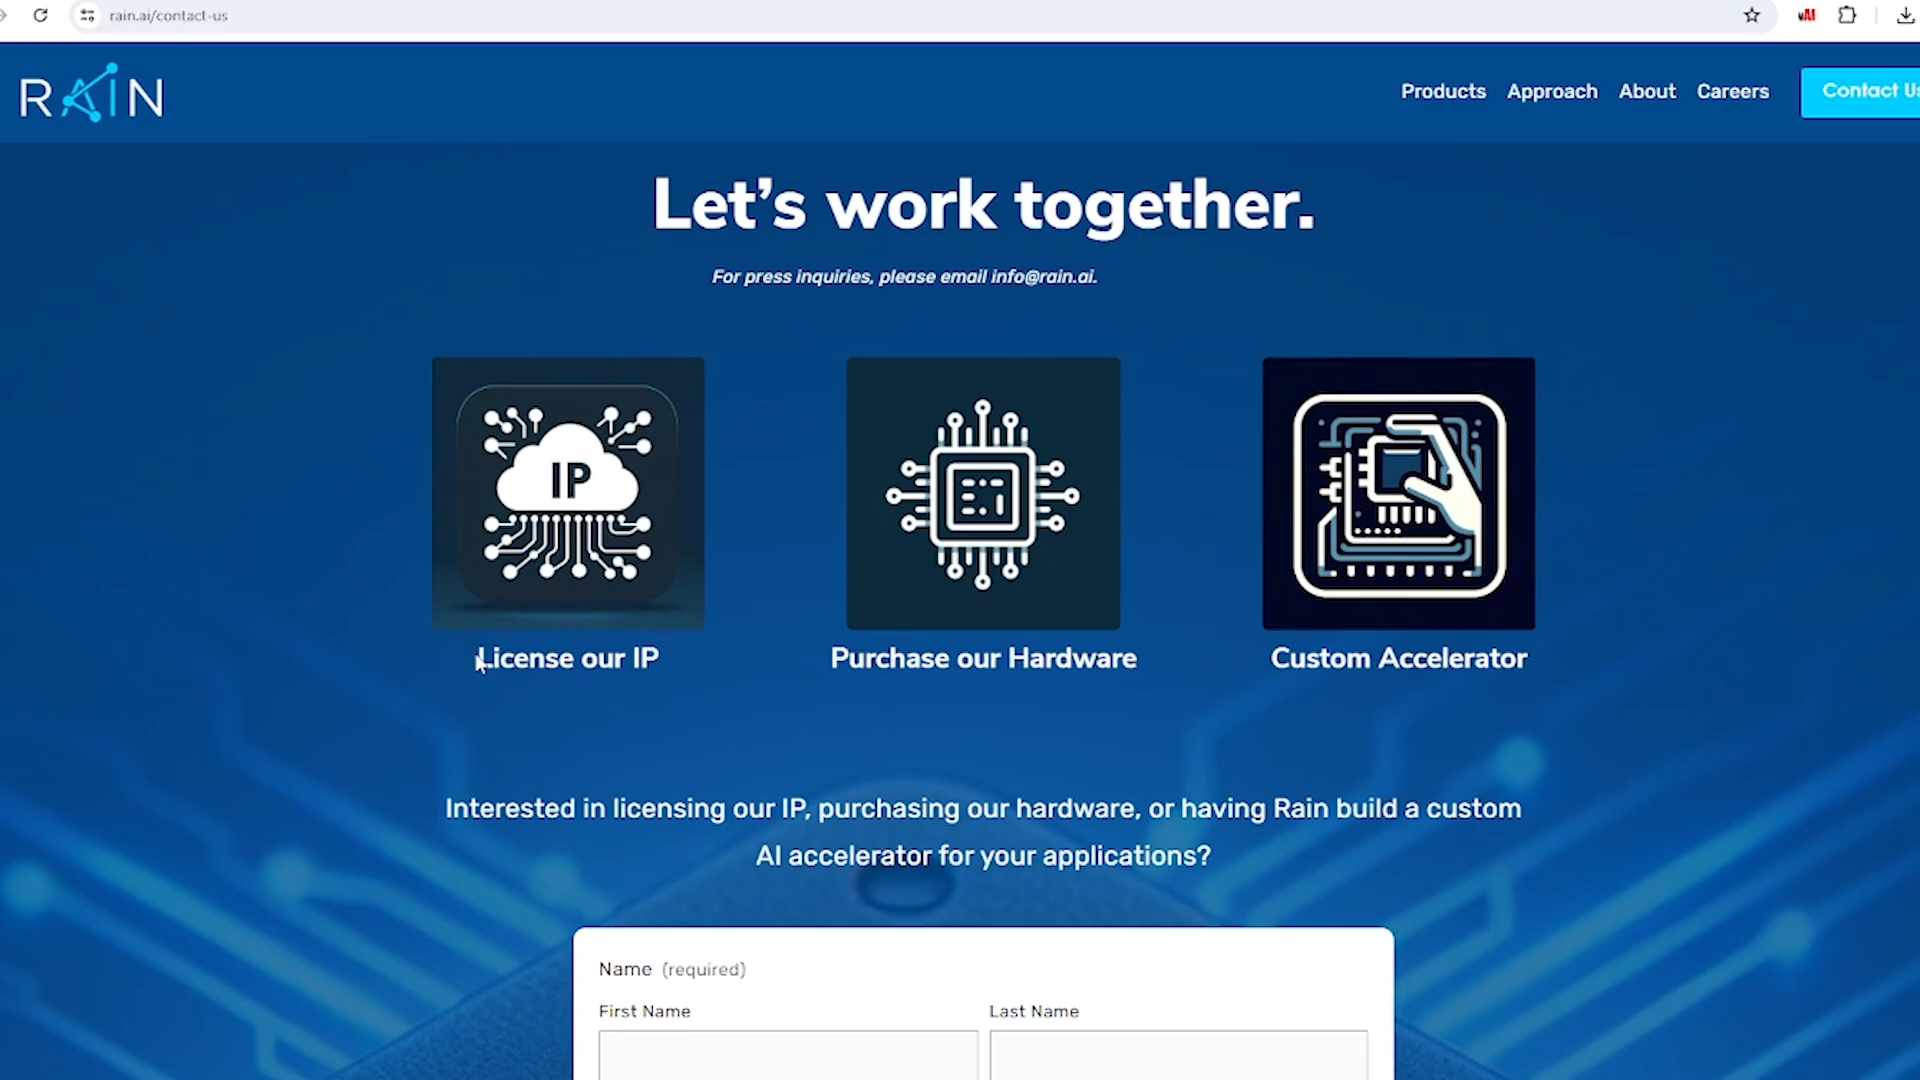 rain.ai/contact-us
RAIN
Products Approach About Careers Contact Us
Let's work together.
For press inquiries, please email info@rain.ai.
IP
License our IP Purchase our Hardware Custom Accelerator
Interested in licensing our IP, purchasing our hardware, or having Rain build a custom
AI accelerator for your applications?
Name (required)
First Name Last Name